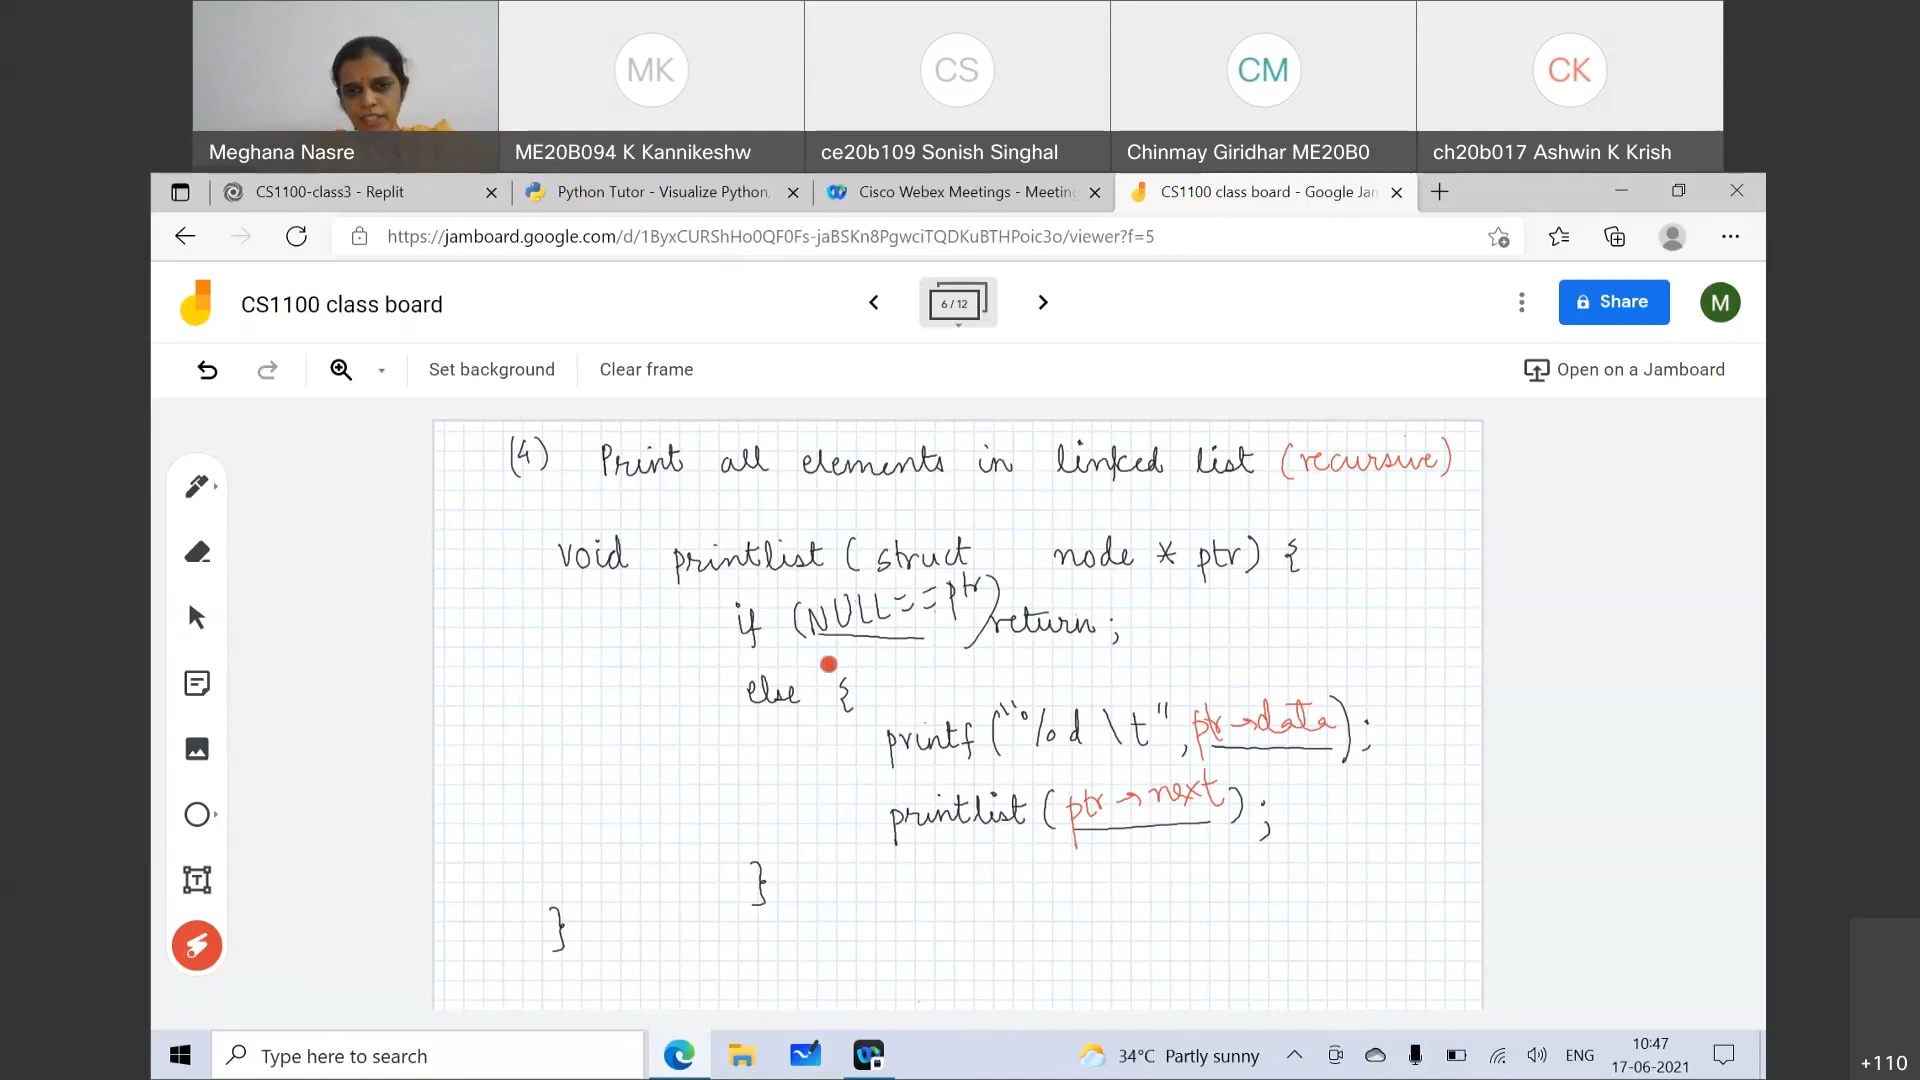 MK
CS
CM
CK
Meghana Nasre
ME20B094 K Kannikeshw
ce20b109 Sonish Singhal
Chinmay Giridhar ME20B0
ch20b017 Ashwin K Krish
CS1100-class3 - Replit
Python Tutor - Visualize Python,
Cisco Webex Meetings - Meetin
CS1100 class board - Google Jan
https://jamboard.google.com/d/1ByxCURShHo0QF0Fs-jaBSKn8PgwciTQDKuBTHPoic3o/viewer?f=5
CS1100 class board
6 / 12
Share
M
Set background
Clear frame
Open on a Jamboard
(4) Print all elements in linked list (recursive)
void printlist ( struct node * ptr) {
if (NULL == ptr) return ;
else {
printf ("%d \t", ptr→data);
printlist ( ptr→next ) ;
}
}
Type here to search
34°C Partly sunny
ENG
10:47
17-06-2021
+110